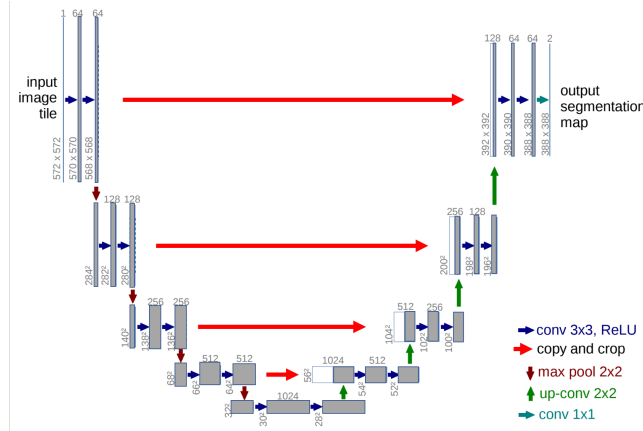 1 64 64
128 64 64 2
input
image
tile
output
segmentation
map
572 x 572
570 x 570
568 x 568
392 x 392
390 x 390
388 x 388
388 x 388
128 128
256 128
284²
282²
280²
200²
198²
196²
256 256
512 256
140²
138²
136²
104²
102²
100²
512 512
1024 512
68²
66²
64²
56²
54²
52²
1024
32²
30²
28²
conv 3x3, ReLU
copy and crop
max pool 2x2
up-conv 2x2
conv 1x1